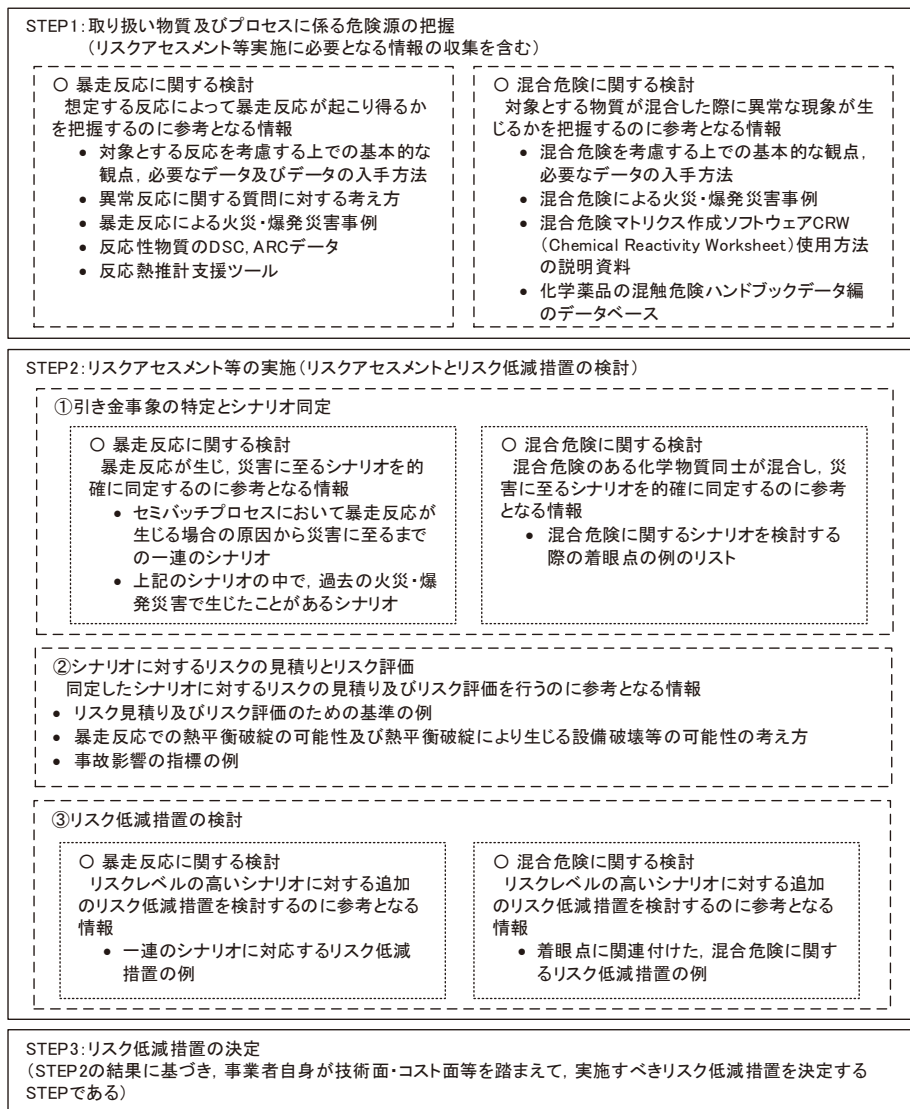 STEP1:取り扱い物質及びプロセスに係る危険源の把握
(リスクアセスメント等実施に必要となる情報の収集を含む)
○ 暴走反応に関する検討
想定する反応によって暴走反応が起こり得るか
を把握するのに参考となる情報
• 対象とする反応を考慮する上での基本的な
観点,必要なデータ及びデータの入手方法
• 異常反応に関する質問に対する考え方
• 暴走反応による火災・爆発災害事例
• 反応性物質のDSC, ARCデータ
• 反応熱推計支援ツール
○ 混合危険に関する検討
対象とする物質が混合した際に異常な現象が生
じるかを把握するのに参考となる情報
• 混合危険を考慮する上での基本的な観点,
必要なデータの入手方法
• 混合危険による火災・爆発災害事例
• 混合危険マトリクス作成ソフトウェアCRW
(Chemical Reactivity Worksheet)使用方法
の説明資料
• 化学薬品の混触危険ハンドブックデータ編
のデータベース
STEP2:リスクアセスメント等の実施(リスクアセスメントとリスク低減措置の検討)
①引き金事象の特定とシナリオ同定
○ 暴走反応に関する検討
暴走反応が生じ,災害に至るシナリオを的
確に同定するのに参考となる情報
• セミバッチプロセスにおいて暴走反応が
生じる場合の原因から災害に至るまで
の一連のシナリオ
• 上記のシナリオの中で,過去の火災・爆
発災害で生じたことがあるシナリオ
○ 混合危険に関する検討
混合危険のある化学物質同士が混合し,災
害に至るシナリオを的確に同定するのに参考
となる情報
• 混合危険に関するシナリオを検討する
際の着眼点の例のリスト
②シナリオに対するリスクの見積りとリスク評価
同定したシナリオに対するリスクの見積り及びリスク評価を行うのに参考となる情報
• リスク見積り及びリスク評価のための基準の例
• 暴走反応での熱平衡破綻の可能性及び熱平衡破綻により生じる設備破壊等の可能性の考え方
• 事故影響の指標の例
③リスク低減措置の検討
○ 暴走反応に関する検討
リスクレベルの高いシナリオに対する追加
のリスク低減措置を検討するのに参考となる
情報
• 一連のシナリオに対応するリスク低減
措置の例
○ 混合危険に関する検討
リスクレベルの高いシナリオに対する追加
のリスク低減措置を検討するのに参考となる
情報
• 着眼点に関連付けた,混合危険に関す
るリスク低減措置の例
STEP3:リスク低減措置の決定
(STEP2の結果に基づき,事業者自身が技術面・コスト面等を踏まえて,実施すべきリスク低減措置を決定する
STEPである)